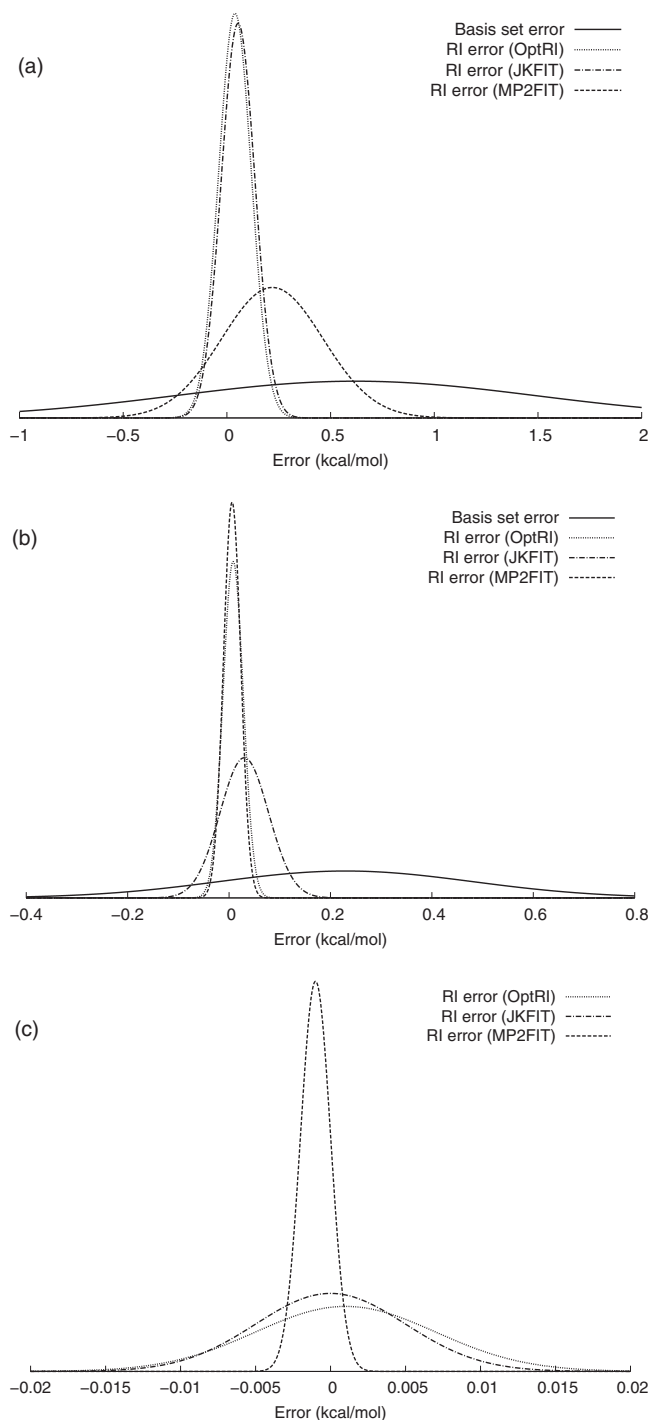 (a)
Basis set error
RI error (OptRI)
RI error (JKFIT)
RI error (MP2FIT)
−1 −0.5 0 0.5 1 1.5 2
Error (kcal/mol)
(b)
Basis set error
RI error (OptRI)
RI error (JKFIT)
RI error (MP2FIT)
−0.4 −0.2 0 0.2 0.4 0.6 0.8
Error (kcal/mol)
(c)
RI error (OptRI)
RI error (JKFIT)
RI error (MP2FIT)
−0.02 −0.015 −0.01 −0.005 0 0.005 0.01 0.015 0.02
Error (kcal/mol)